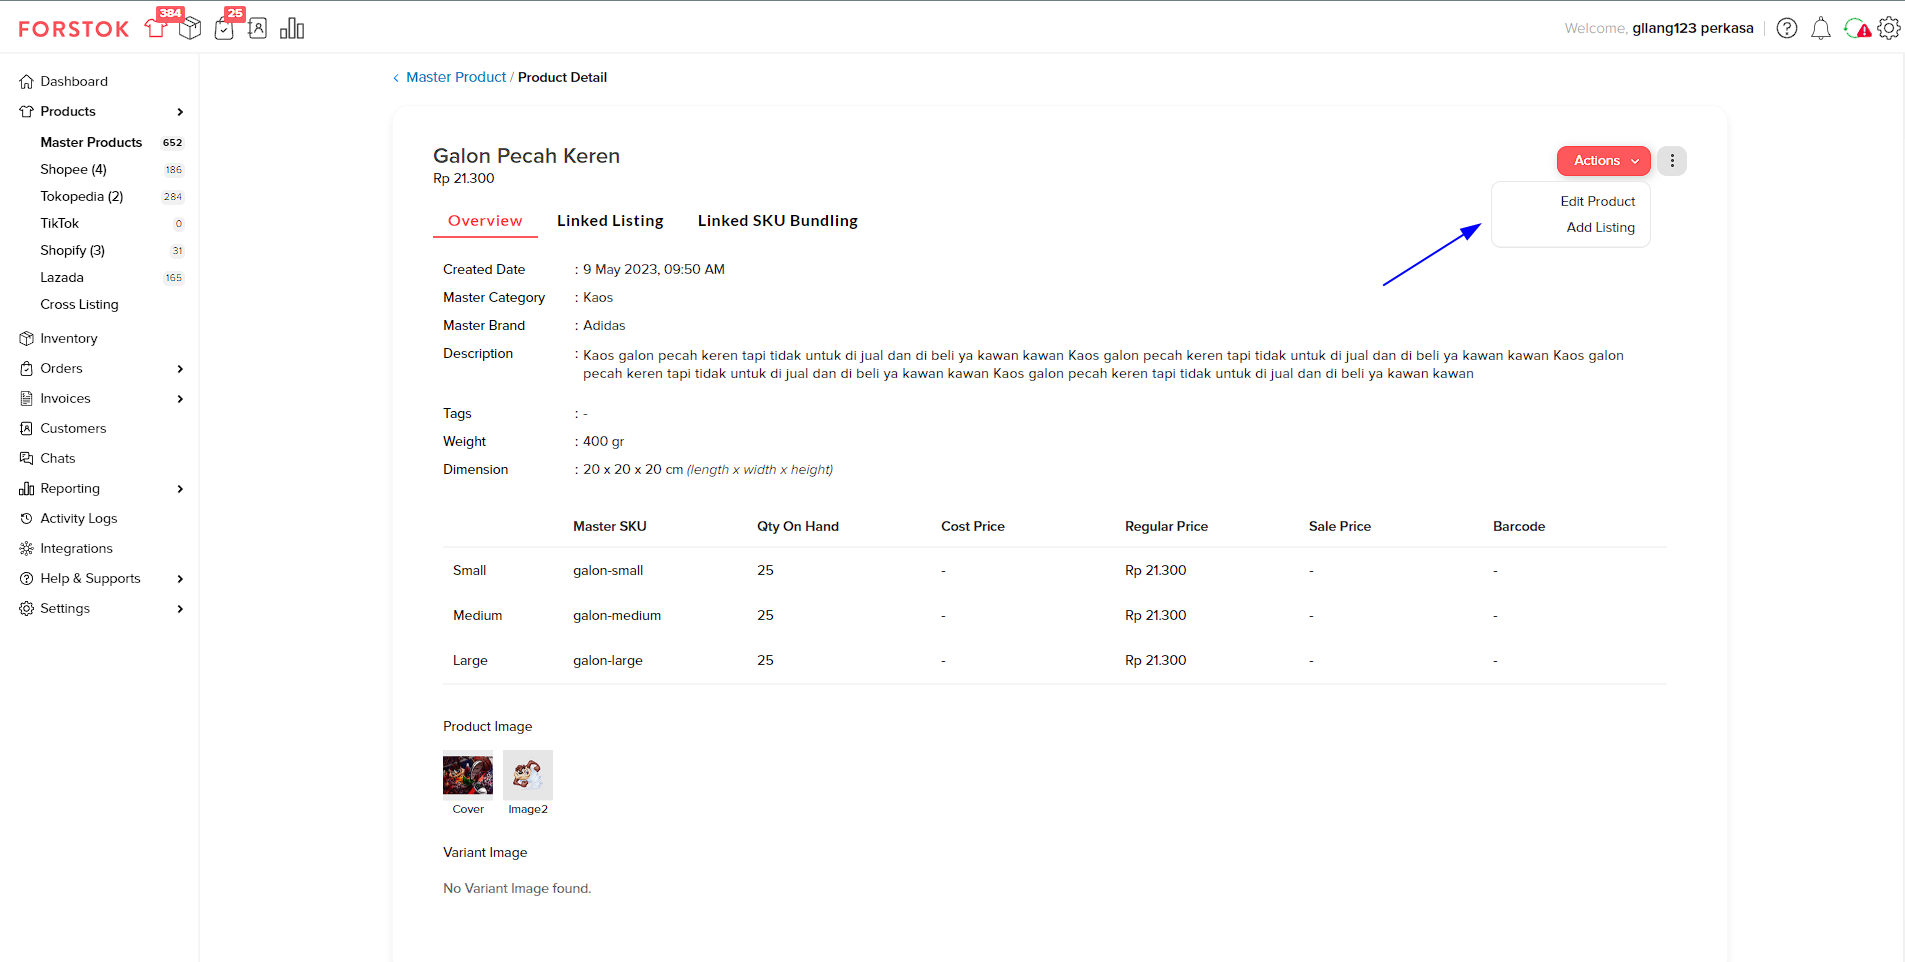 FORSTOK
384
25
Welcome, gilang123 perkasa
Dashboard
Products
Master Products 652
Shopee (4) 186
Tokopedia (2) 284
TikTok 0
Shopify (3) 31
Lazada 165
Cross Listing
Inventory
Orders
Invoices
Customers
Chats
Reporting
Activity Logs
Integrations
Help & Supports
Settings
‹ Master Product / Product Detail
Galon Pecah Keren
Rp 21.300
Actions
Edit Product
Add Listing
Overview Linked Listing Linked SKU Bundling
Created Date : 9 May 2023, 09:50 AM
Master Category : Kaos
Master Brand : Adidas
Description : Kaos galon pecah keren tapi tidak untuk di jual dan di beli ya kawan kawan Kaos galon pecah keren tapi tidak untuk di jual dan di beli ya kawan kawan Kaos galon
pecah keren tapi tidak untuk di jual dan di beli ya kawan kawan Kaos galon pecah keren tapi tidak untuk di jual dan di beli ya kawan kawan
Tags : -
Weight : 400 gr
Dimension : 20 x 20 x 20 cm (length x width x height)
Master SKU Qty On Hand Cost Price Regular Price Sale Price Barcode
Small galon-small 25 - Rp 21.300 - -
Medium galon-medium 25 - Rp 21.300 - -
Large galon-large 25 - Rp 21.300 - -
Product Image
Cover Image2
Variant Image
No Variant Image found.